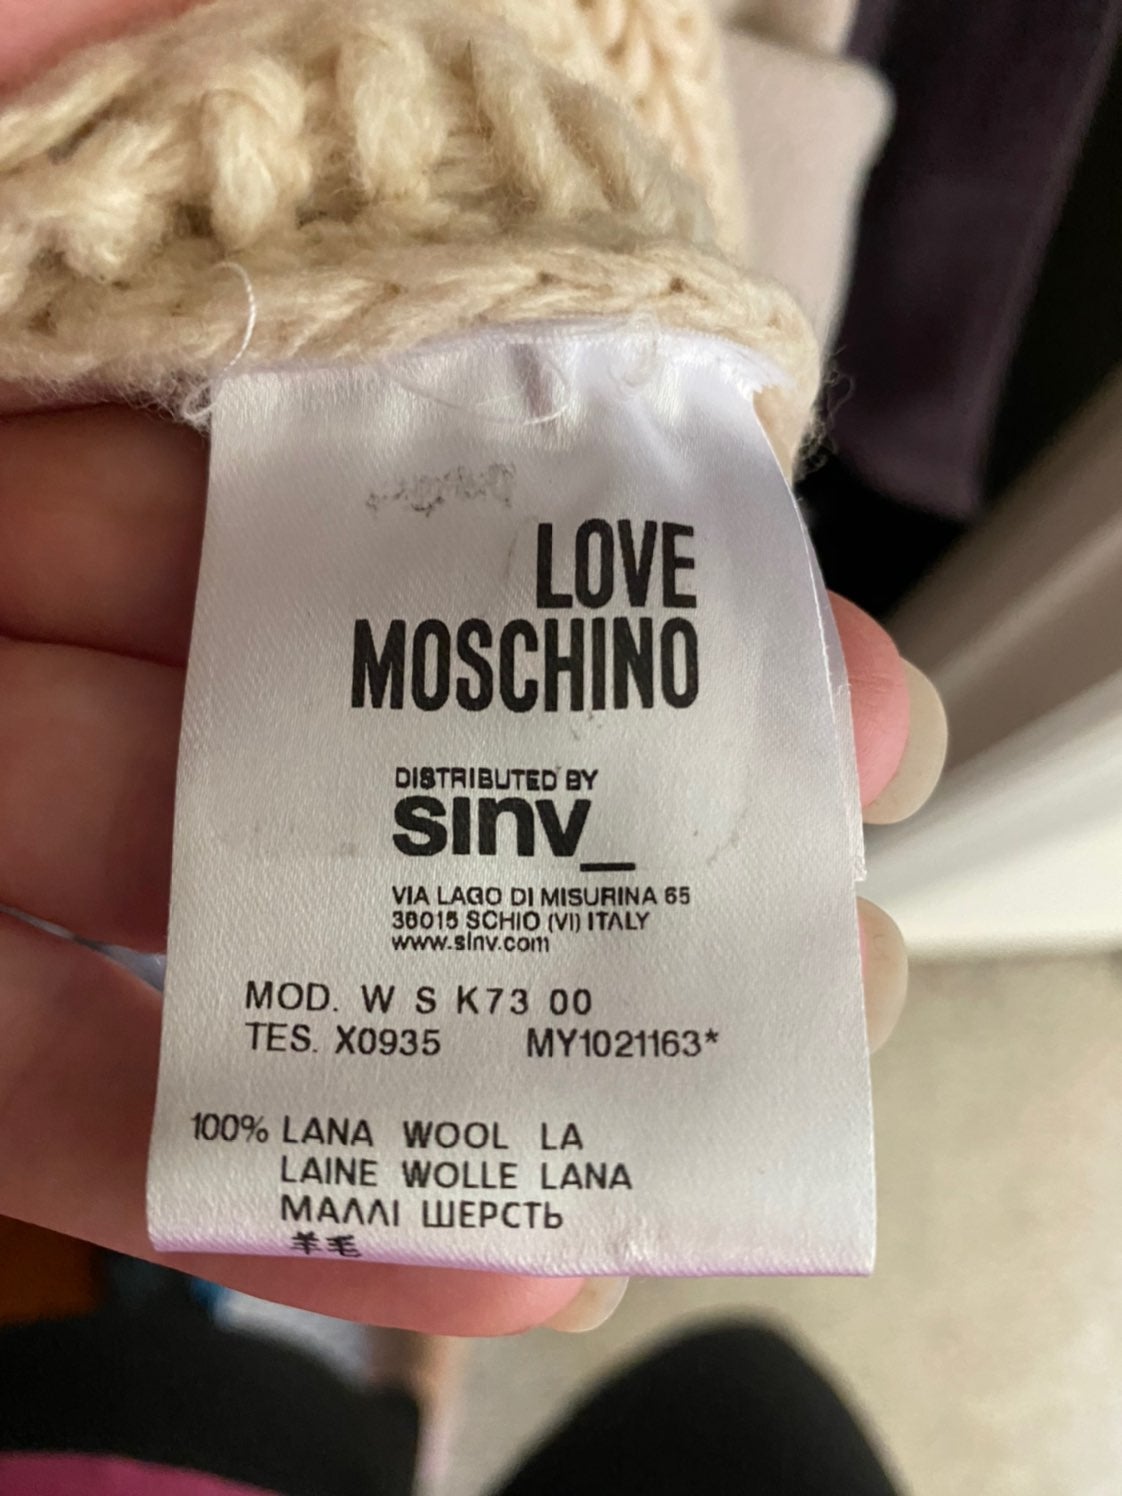 LOVE
MOSCHINO
DISTRIBUTED BY
sinv_
VIA LAGO DI MISURINA 65
36015 SCHIO (VI) ITALY
www.sinv.com
MOD. W S K73 00
TES. X0935 MY1021163*
100% LANA WOOL LA
LAINE WOLLE LANA
ΜΑΛΛΙ ШЕРСТЬ
羊毛